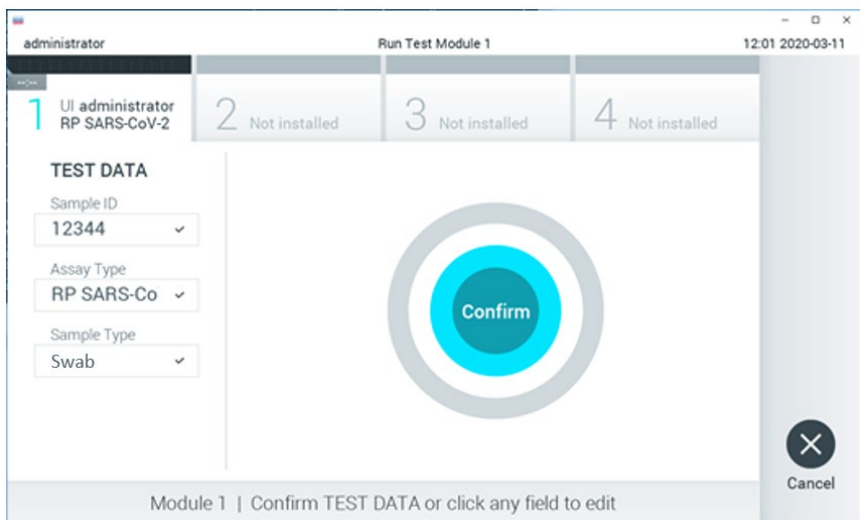 administrator Run Test Module 1 12:01 2020-03-11
--:--
1 UI administrator
RP SARS-CoV-2
2 Not installed
3 Not installed
4 Not installed
TEST DATA
Sample ID
12344
Assay Type
RP SARS-Co
Sample Type
Swab
Confirm
Cancel
Module 1 | Confirm TEST DATA or click any field to edit